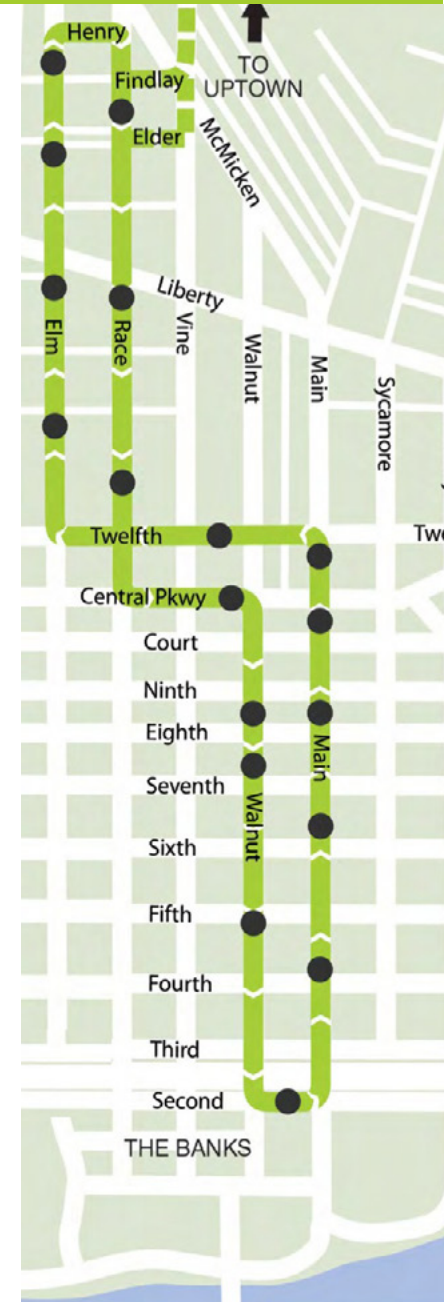 Henry
TO
UPTOWN
Findlay
Elder
McMicken
Liberty
Elm
Race
Vine
Walnut
Main
Sycamore
Twelfth
Twe
Central Pkwy
Court
Ninth
Eighth
Main
Seventh
Walnut
Sixth
Fifth
Fourth
Third
Second
THE BANKS